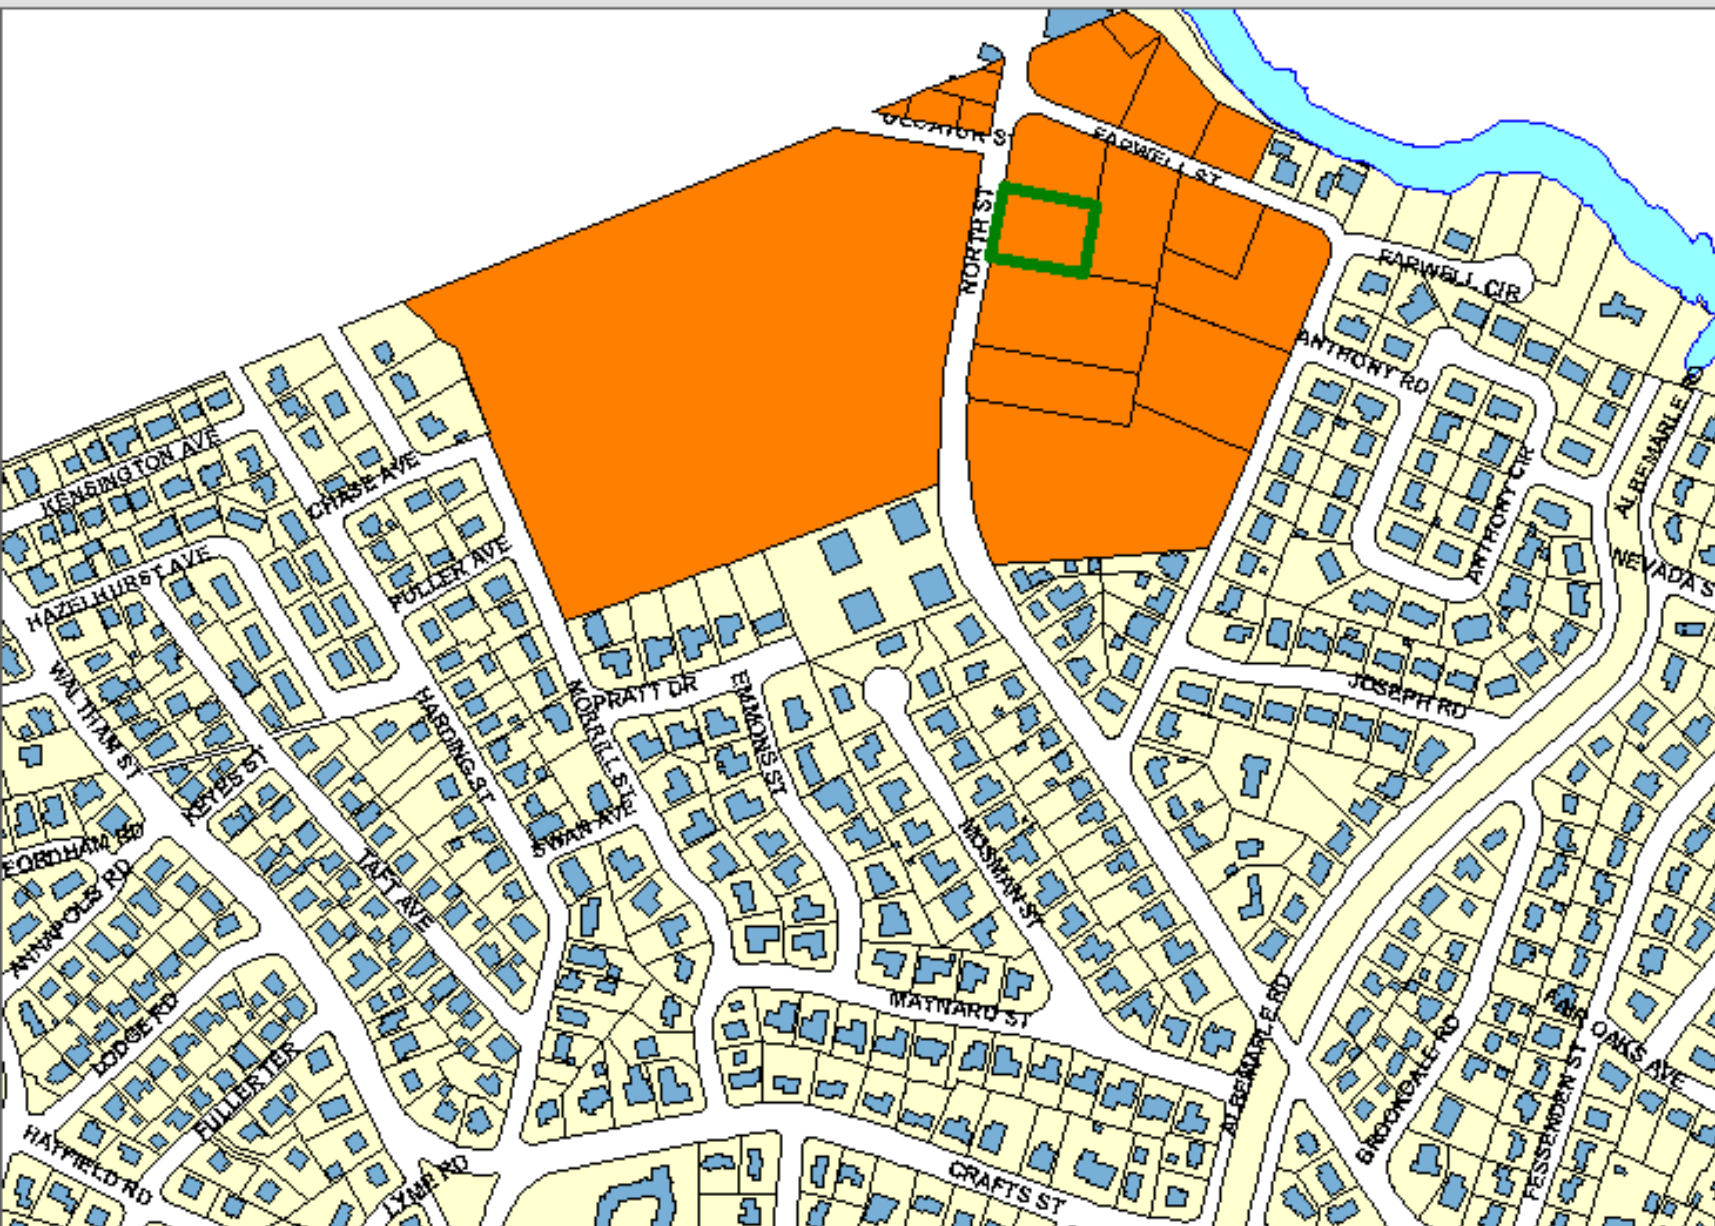 FARWELL ST
NORTH ST
FARWELL CIR
ANTHONY RD
ALBEMARLE RD
KENSINGTON AVE
CHASE AVE
ANTHONY CIR
HAZELHURST AVE
FULLER AVE
NEVADA S
WALTHAM ST
HARDING ST
MORRILL ST
PRATT DR
EMMONS ST
JOSEPH RD
KEYES ST
SWAN AVE
TAFT AVE
MOSMAN ST
ANNAPOLIS RD
LODGE RD
MAYNARD ST
FULLER TER
ALBEMARLE RD
BROOKDALE RD
FAIR OAKS AVE
FESSENDEN ST
HAYFIELD RD
LYME RD
CRAFTS ST